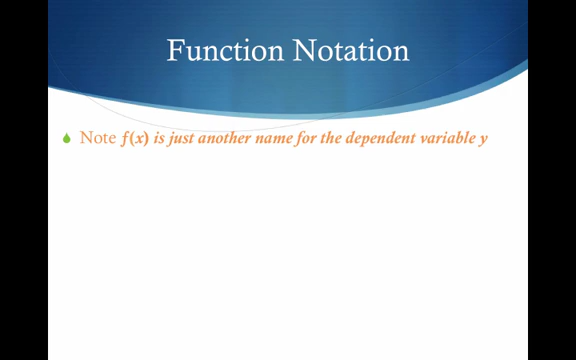 Function Notation
Note ƒ(x) is just another name for the dependent variable y